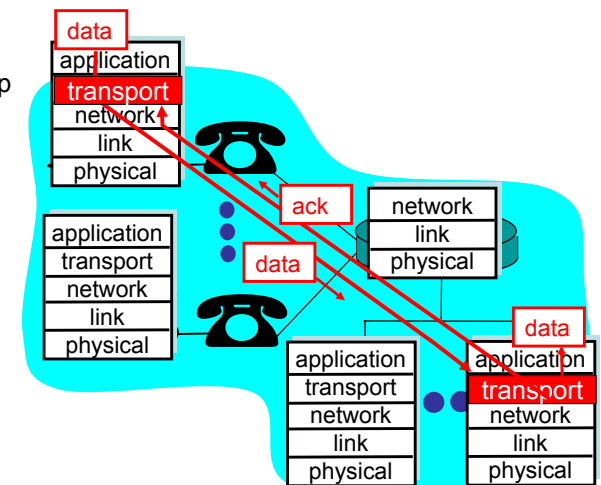 data
application
p
transport
network
link
physical
ack
network
link
physical
application
transport
network
link
physical
data
data
application
transport
network
link
physical
application
transport
network
link
physical